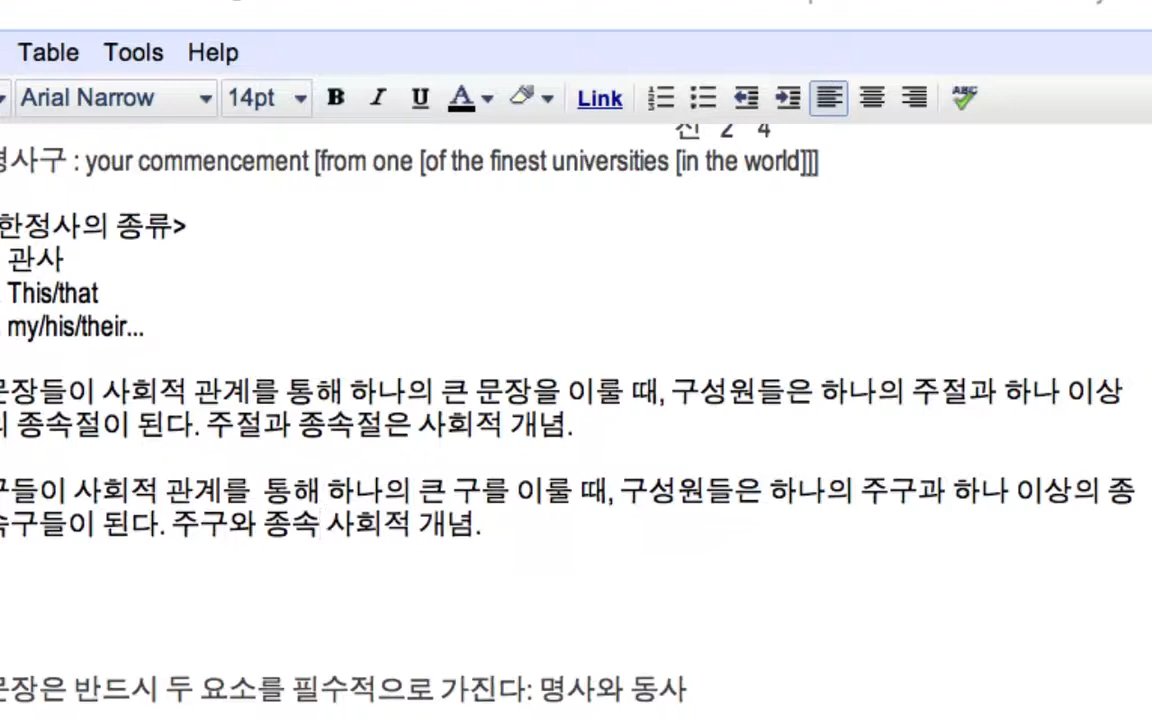 Table Tools Help
Arial Narrow 14pt B I U A Link ABC
전 2 4
명사구 : your commencement [from one [of the finest universities [in the world]]]
한정사의 종류>
관사
This/that
my/his/their...
문장들이 사회적 관계를 통해 하나의 큰 문장을 이룰 때, 구성원들은 하나의 주절과 하나 이상
의 종속절이 된다. 주절과 종속절은 사회적 개념.
구들이 사회적 관계를 통해 하나의 큰 구를 이룰 때, 구성원들은 하나의 주구과 하나 이상의 종
속구들이 된다. 주구와 종속 사회적 개념.
문장은 반드시 두 요소를 필수적으로 가진다: 명사와 동사